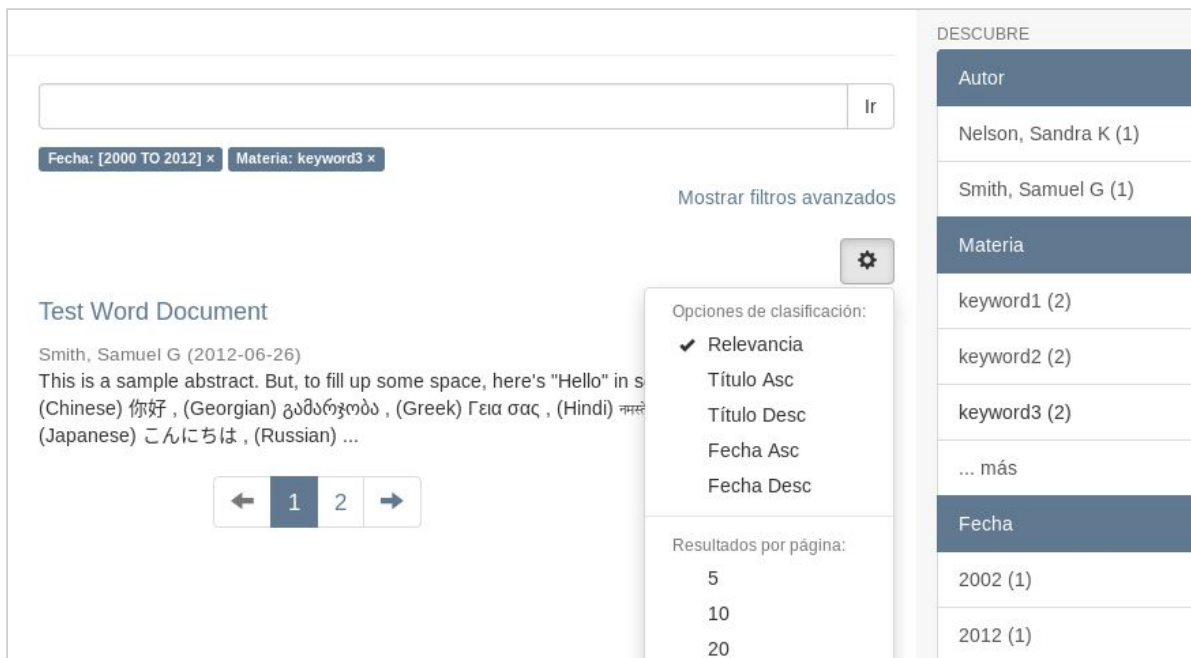 Ir
Fecha: [2000 TO 2012] ×
Materia: keyword3 ×
Mostrar filtros avanzados
Test Word Document
Smith, Samuel G (2012-06-26)
This is a sample abstract. But, to fill up some space, here's "Hello" in
(Chinese) 你好 , (Georgian) გამარჯობა , (Greek) Γεια σας , (Hindi)
(Japanese) こんにちは , (Russian) ...
1 2
Opciones de clasificación:
✔ Relevancia
Título Asc
Título Desc
Fecha Asc
Fecha Desc
Resultados por página:
5
10
20
DESCUBRE
Autor
Nelson, Sandra K (1)
Smith, Samuel G (1)
Materia
keyword1 (2)
keyword2 (2)
keyword3 (2)
... más
Fecha
2002 (1)
2012 (1)